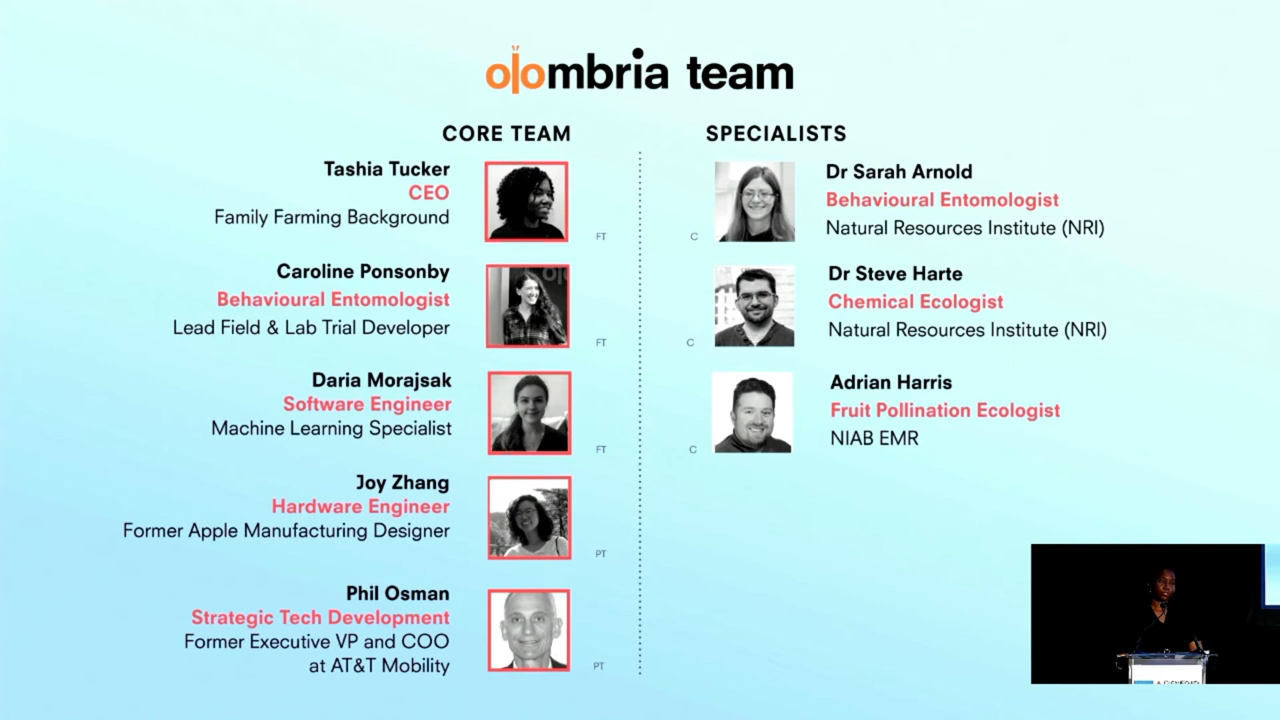 olombria team
CORE TEAM
Tashia Tucker
CEO
Family Farming Background
FT
Caroline Ponsonby
Behavioural Entomologist
Lead Field & Lab Trial Developer
FT
Daria Morajsak
Software Engineer
Machine Learning Specialist
FT
Joy Zhang
Hardware Engineer
Former Apple Manufacturing Designer
PT
Phil Osman
Strategic Tech Development
Former Executive VP and COO
at AT&T Mobility
PT
SPECIALISTS
Dr Sarah Arnold
Behavioural Entomologist
Natural Resources Institute (NRI)
C
Dr Steve Harte
Chemical Ecologist
Natural Resources Institute (NRI)
C
Adrian Harris
Fruit Pollination Ecologist
NIAB EMR
C